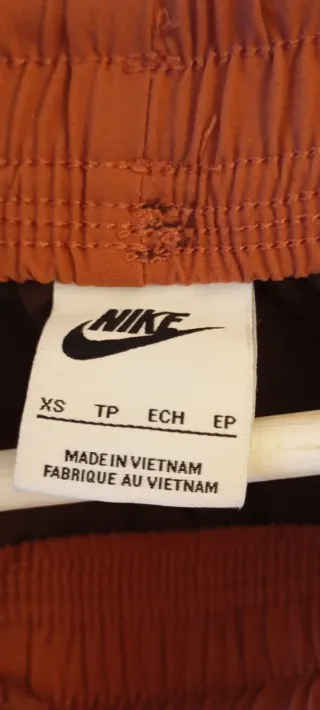 NIKE
XS TP ECH EP
MADE IN VIETNAM
FABRIQUE AU VIETNAM